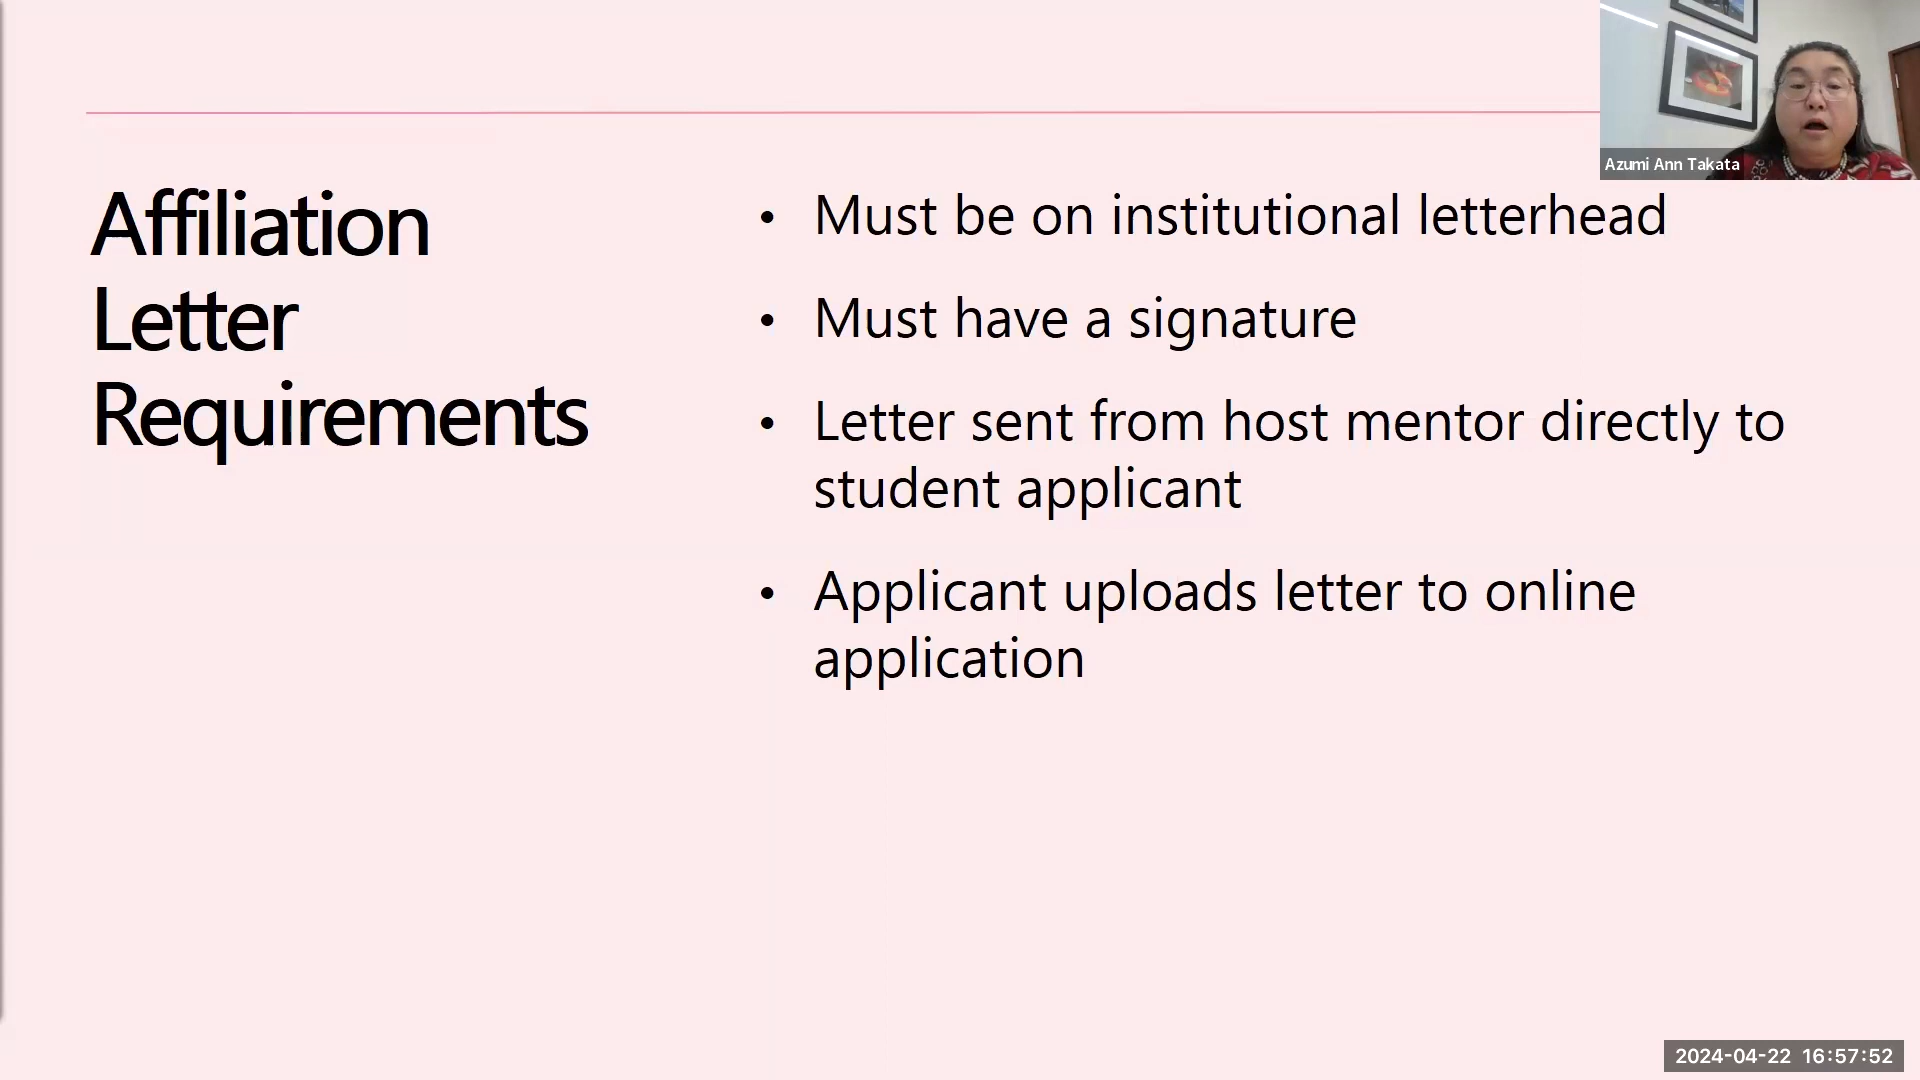 Azumi Ann Takata
Affiliation
Letter
Requirements
• Must be on institutional letterhead
• Must have a signature
• Letter sent from host mentor directly to
student applicant
• Applicant uploads letter to online
application
2024-04-22 16:57:52